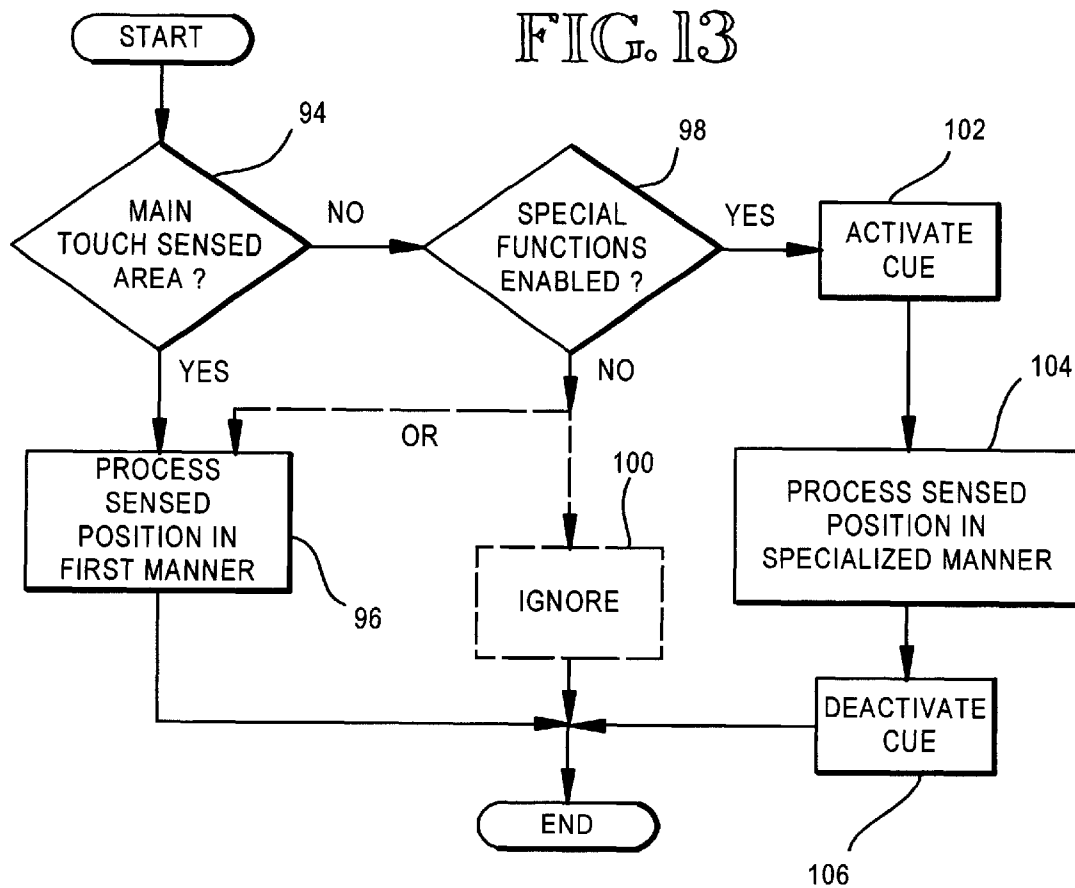 FIG. 13
START
94
MAIN
TOUCH SENSED
AREA ?
NO
YES
98
SPECIAL
FUNCTIONS
ENABLED ?
YES
NO
102
ACTIVATE
CUE
OR
PROCESS
SENSED
POSITION IN
FIRST MANNER
96
100
IGNORE
104
PROCESS SENSED
POSITION IN
SPECIALIZED MANNER
DEACTIVATE
CUE
106
END